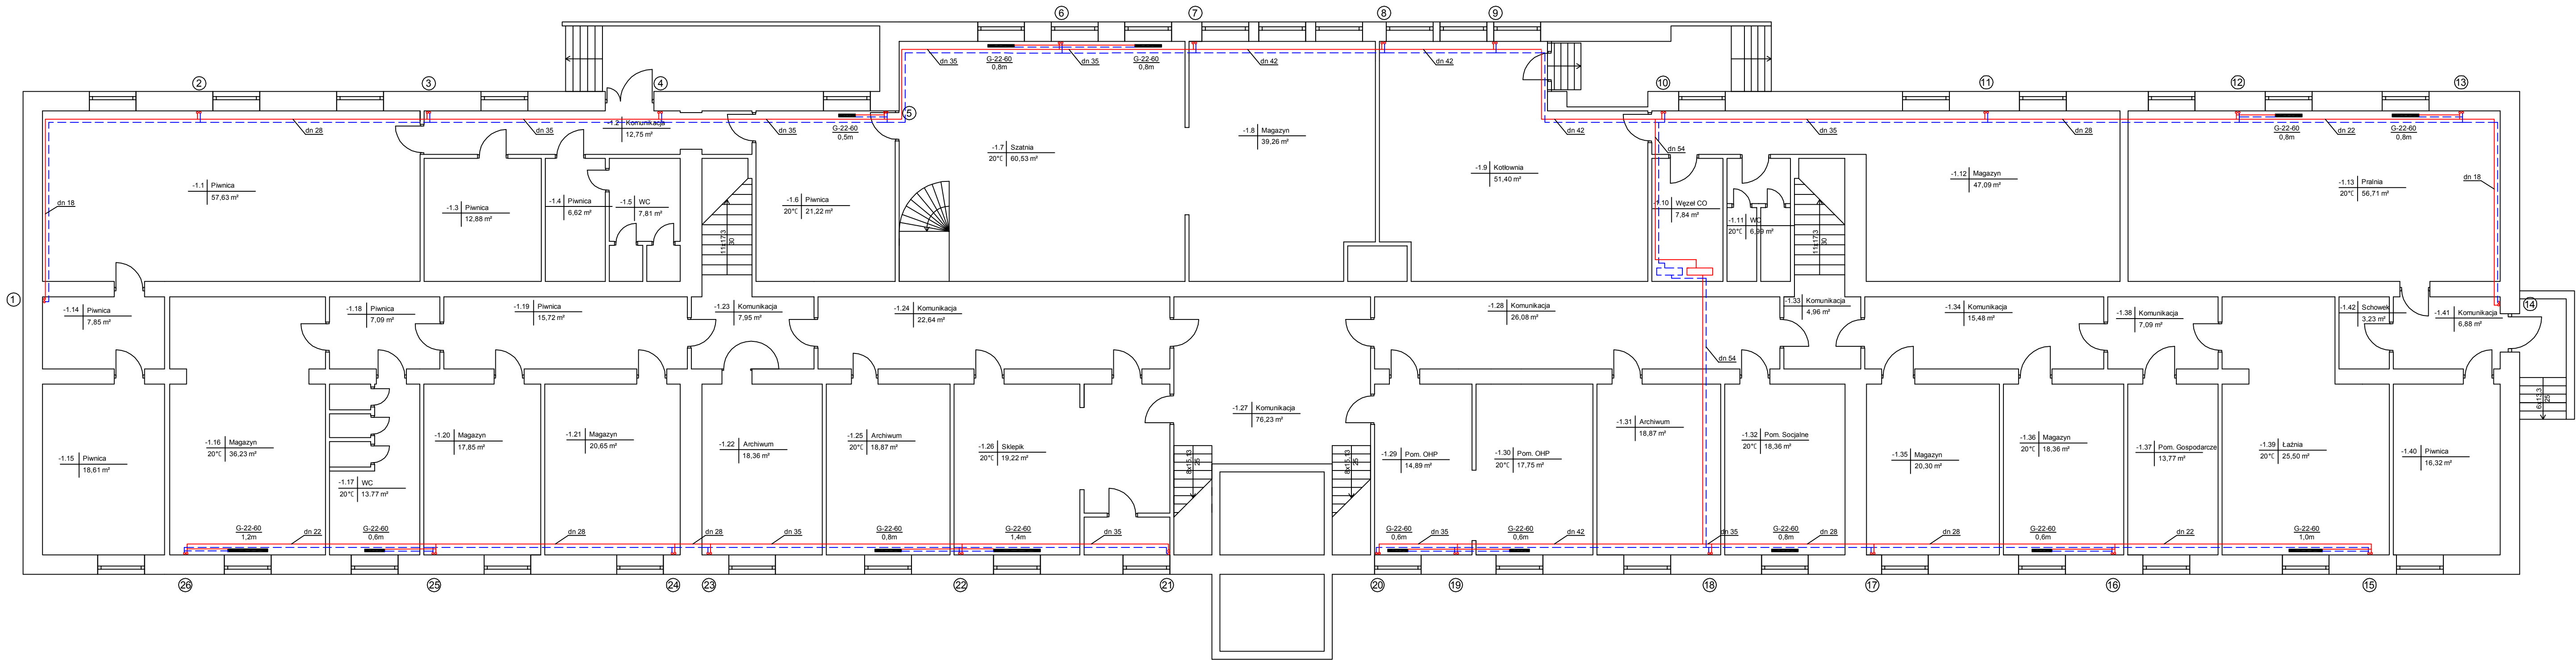 6
7
8
9
2
3
4
5
10
11
12
13
dn 35
G-22-60
0,8m
dn 35
G-22-60
0,8m
dn 42
dn 42
dn 28
dn 35
-1.2 Komunikacja
12,75 m²
dn 35
G-22-60
0,5m
dn 42
dn 54
dn 35
dn 28
G-22-60
0,8m
dn 22
G-22-60
0,8m
-1.1 Piwnica
57,63 m²
dn 18
-1.3 Piwnica
12,88 m²
-1.4 Piwnica
6,62 m²
-1.5 WC
7,81 m²
11x17,3
30
-1.6 Piwnica
20°C 21,22 m²
-1.7 Szatnia
20°C 60,53 m²
-1.8 Magazyn
39,26 m²
-1.9 Kotłownia
51,40 m²
-1.10 Węzeł CO
7,84 m²
-1.11 WC
20°C 6,99 m²
11x17,3
30
-1.12 Magazyn
47,09 m²
-1.13 Pralnia
20°C 56,71 m²
dn 18
1
-1.14 Piwnica
7,85 m²
-1.18 Piwnica
7,09 m²
-1.19 Piwnica
15,72 m²
-1.23 Komunikacja
7,95 m²
-1.24 Komunikacja
22,64 m²
-1.28 Komunikacja
26,08 m²
-1.33 Komunikacja
4,96 m²
-1.34 Komunikacja
15,48 m²
-1.38 Komunikacja
7,09 m²
-1.42 Schowek
3,23 m²
-1.41 Komunikacja
6,88 m²
14
dn 54
6x13,3
25
-1.15 Piwnica
18,61 m²
-1.16 Magazyn
20°C 36,23 m²
-1.17 WC
20°C 13.77 m²
-1.20 Magazyn
17,85 m²
-1.21 Magazyn
20,65 m²
-1.22 Archiwum
18,36 m²
-1.25 Archiwum
20°C 18,87 m²
-1.26 Sklepik
20°C 19,22 m²
-1.27 Komunikacja
76,23 m²
8x15,13
25
8x15,13
25
-1.29 Pom. OHP
14,89 m²
-1.30 Pom. OHP
20°C 17,75 m²
-1.31 Archiwum
18,87 m²
-1.32 Pom. Socjalne
20°C 18,36 m²
-1.35 Magazyn
20,30 m²
-1.36 Magazyn
20°C 18,36 m²
-1.37 Pom. Gospodarcze
13,77 m²
-1.39 Łaźnia
20°C 25,50 m²
-1.40 Piwnica
16,32 m²
G-22-60
1,2m
dn 22
G-22-60
0,6m
dn 28
dn 28
dn 35
G-22-60
0,8m
G-22-60
1,4m
dn 35
G-22-60
0,6m
dn 35
G-22-60
0,6m
dn 42
dn 35
G-22-60
0,8m
dn 28
dn 28
G-22-60
0,6m
dn 22
G-22-60
1,0m
26
25
24
23
22
21
20
19
18
17
16
15